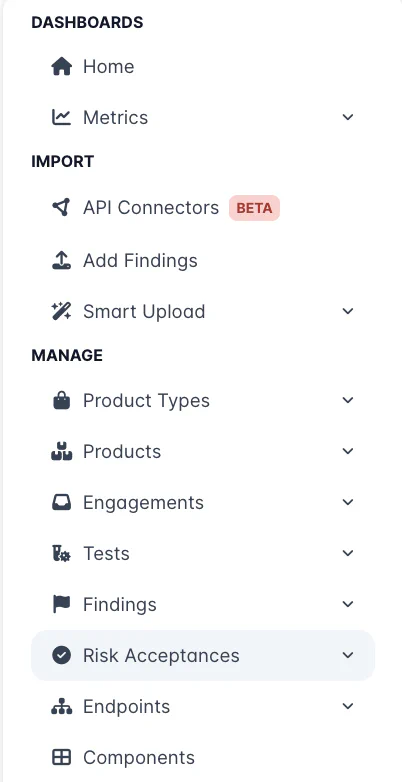 DASHBOARDS
Home
Metrics
IMPORT
API Connectors BETA
Add Findings
Smart Upload
MANAGE
Product Types
Products
Engagements
Tests
Findings
Risk Acceptances
Endpoints
Components